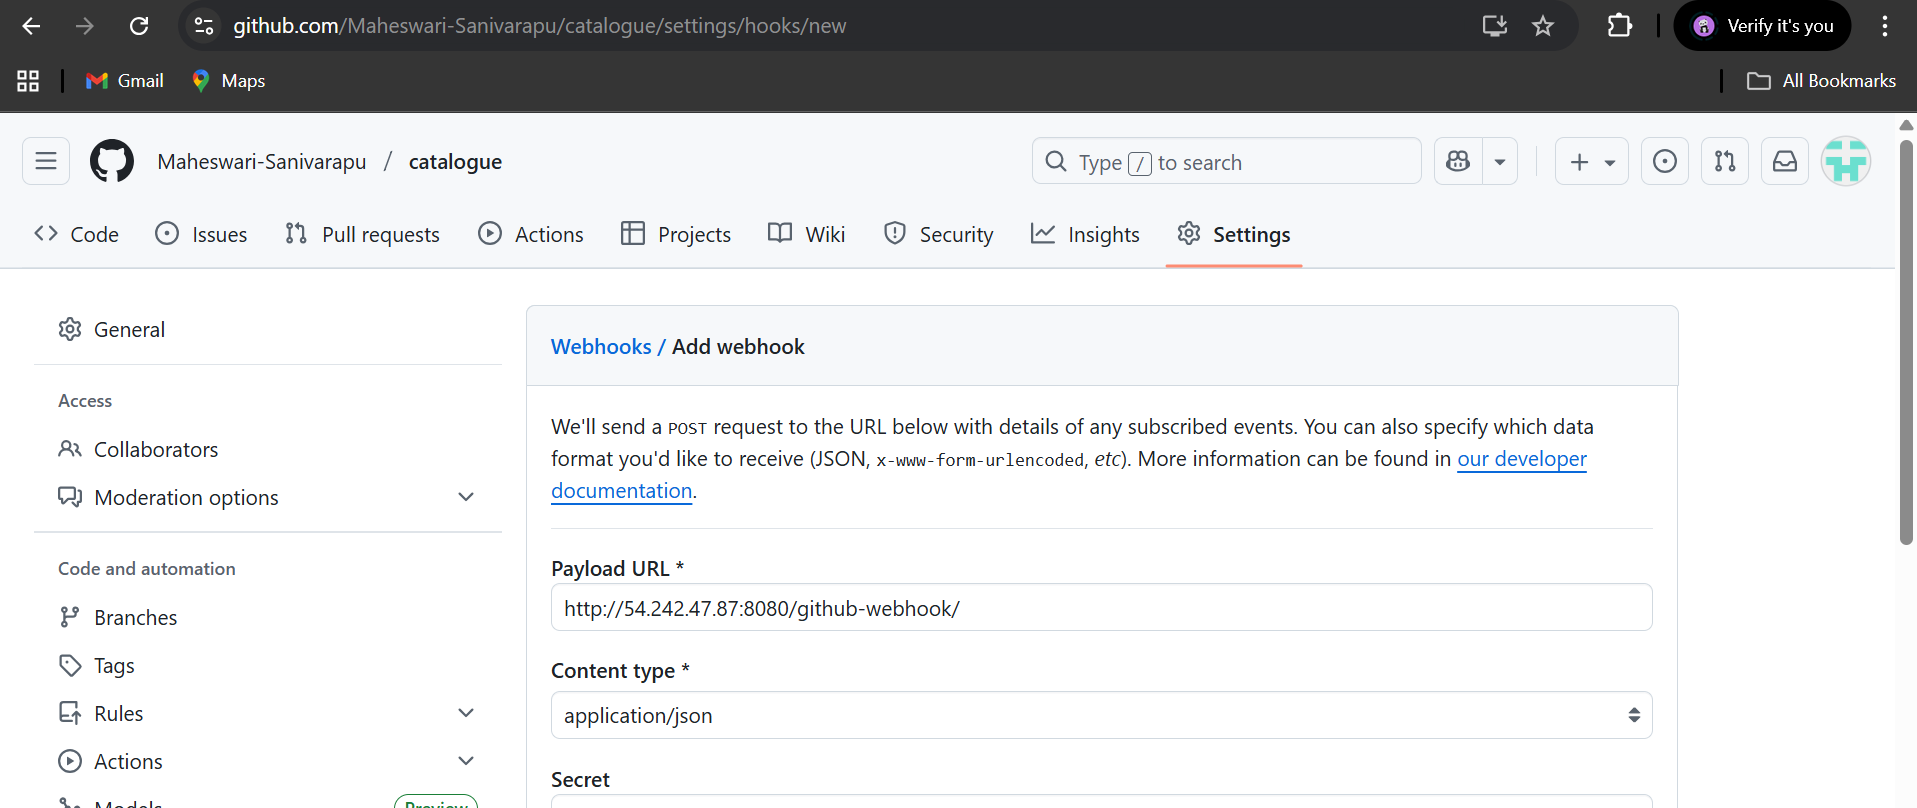 github.com/Maheswari-Sanivarapu/catalogue/settings/hooks/new
Verify it's you
Gmail
Maps
All Bookmarks
Maheswari-Sanivarapu / catalogue
Type / to search
Code
Issues
Pull requests
Actions
Projects
Wiki
Security
Insights
Settings
General
Access
Collaborators
Moderation options
Code and automation
Branches
Tags
Rules
Actions
Models
Preview
Webhooks / Add webhook
We'll send a POST request to the URL below with details of any subscribed events. You can also specify which data
format you'd like to receive (JSON, x-www-form-urlencoded, etc). More information can be found in our developer
documentation.
Payload URL *
http://54.242.47.87:8080/github-webhook/
Content type *
application/json
Secret